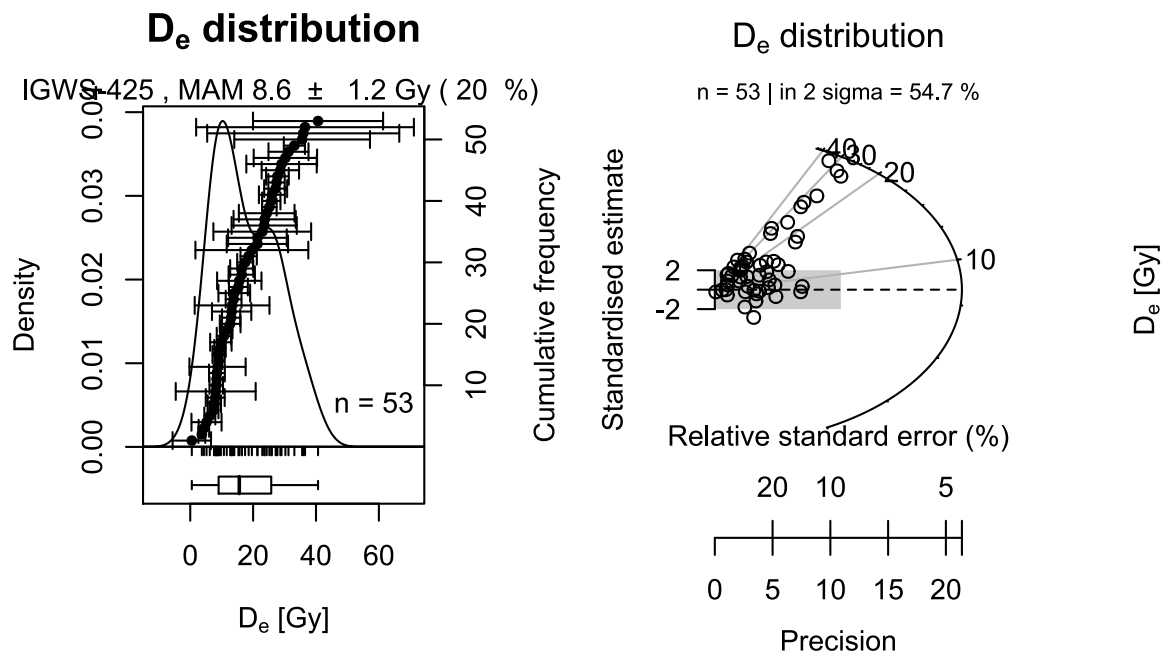 De distribution
IGWS-425 , MAM 8.6 ± 1.2 Gy ( 20 %)
Density
0.00 0.01 0.02 0.03 0.04
Cumulative frequency
10 20 30 40 50
n = 53
0 20 40 60
De [Gy]
De distribution
n = 53 | in 2 sigma = 54.7 %
Standardised estimate
2
-2
40
30
20
10
De [Gy]
Relative standard error (%)
20 10 5
0 5 10 15 20
Precision